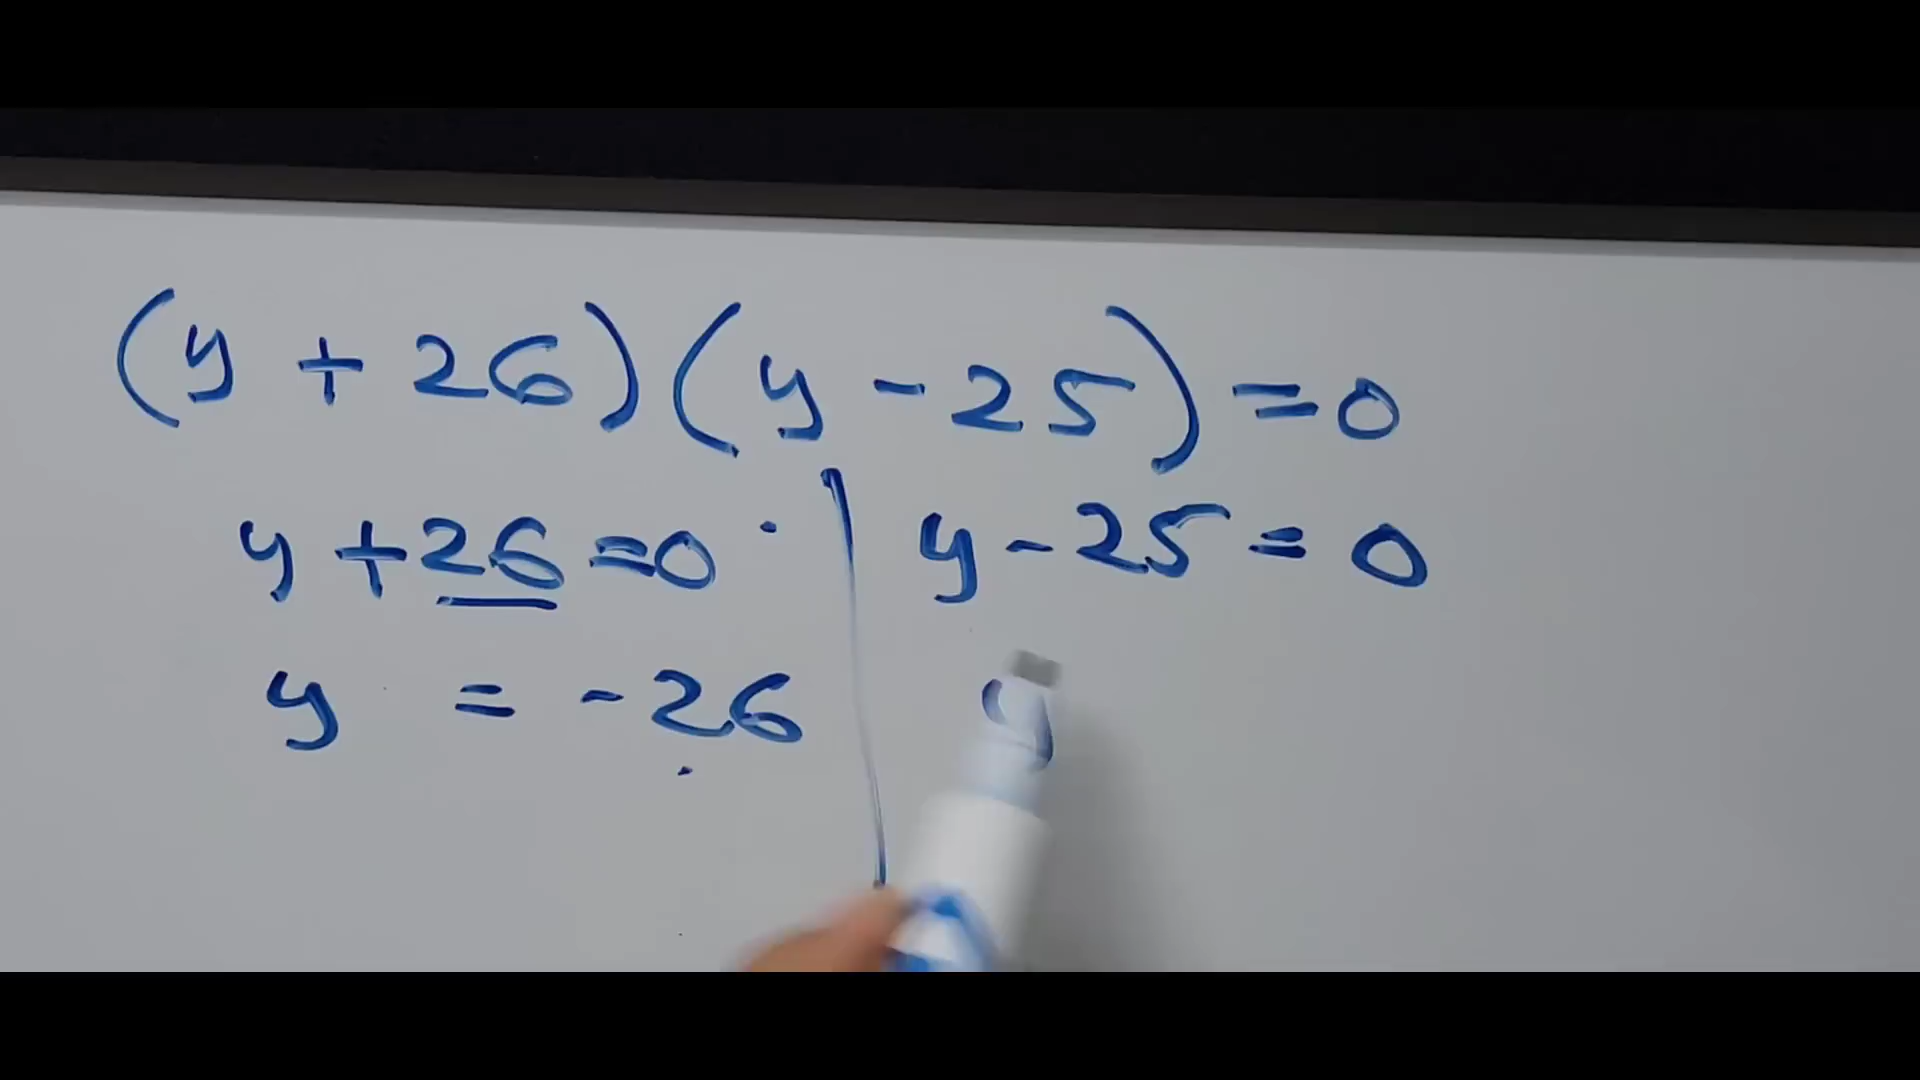 (y + 26)(y - 25) = 0
y + 26 = 0
y = -26
y - 25 = 0
y